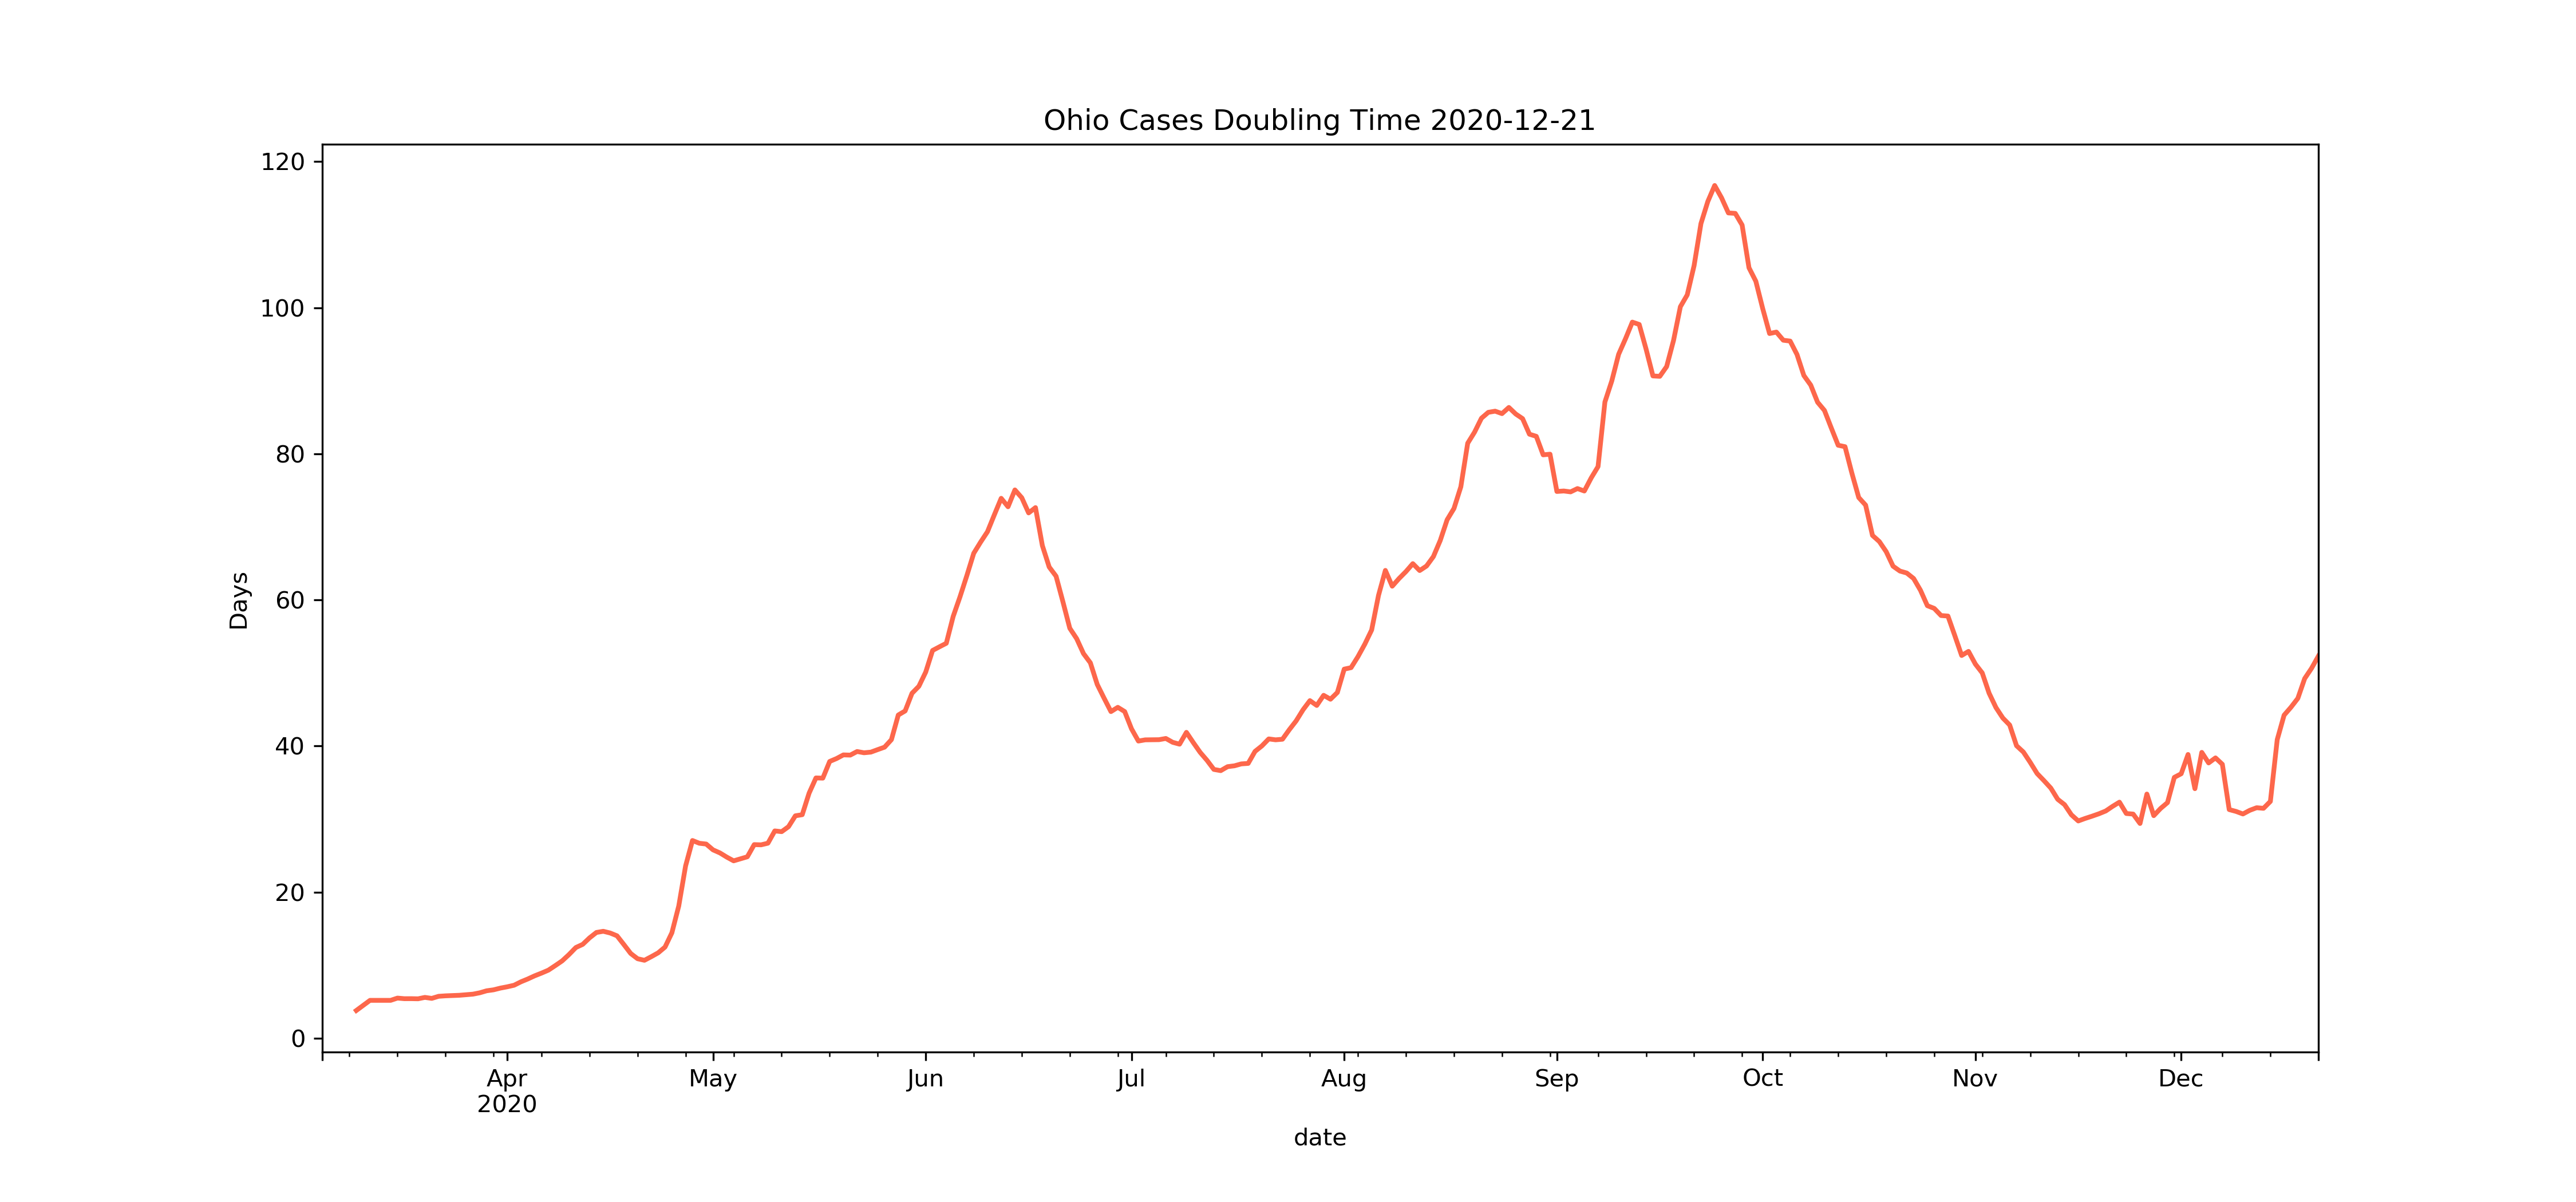 Ohio Cases Doubling Time 2020-12-21
120
100
80
60
40
20
0
Days
Apr May Jun Jul Aug Sep Oct Nov Dec
2020
date